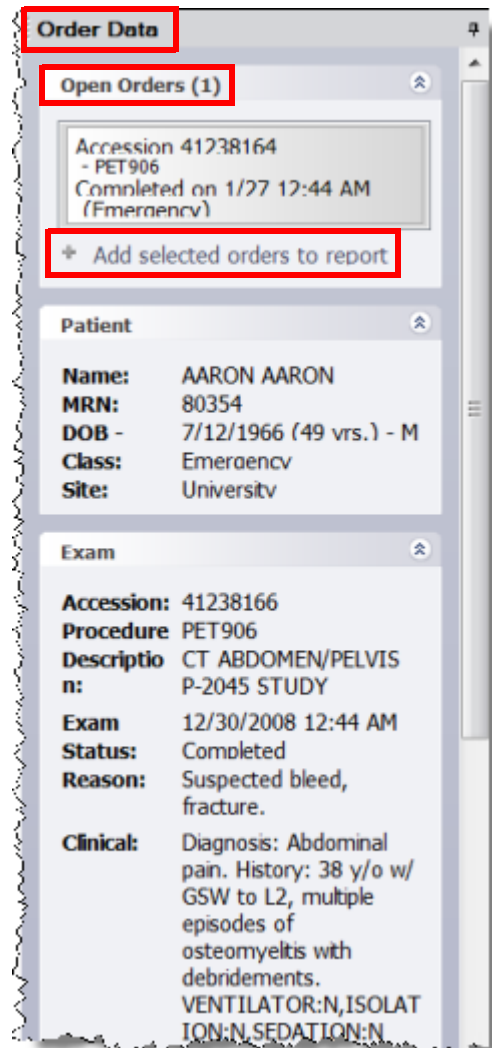 Order Data
Open Orders (1)
Accession 41238164
- PET906
Completed on 1/27 12:44 AM
(Emergency)
+ Add selected orders to report
Patient
Name: AARON AARON
MRN: 80354
DOB - 7/12/1966 (49 yrs.) - M
Class: Emergency
Site: University
Exam
Accession: 41238166
Procedure PET906
Descriptio CT ABDOMEN/PELVIS
n: P-2045 STUDY
Exam 12/30/2008 12:44 AM
Status: Completed
Reason: Suspected bleed,
fracture.
Clinical: Diagnosis: Abdominal
pain. History: 38 y/o w/
GSW to L2, multiple
episodes of
osteomyelitis with
debridements.
VENTILATOR:N,ISOLAT
ION:N,SEDATION:N